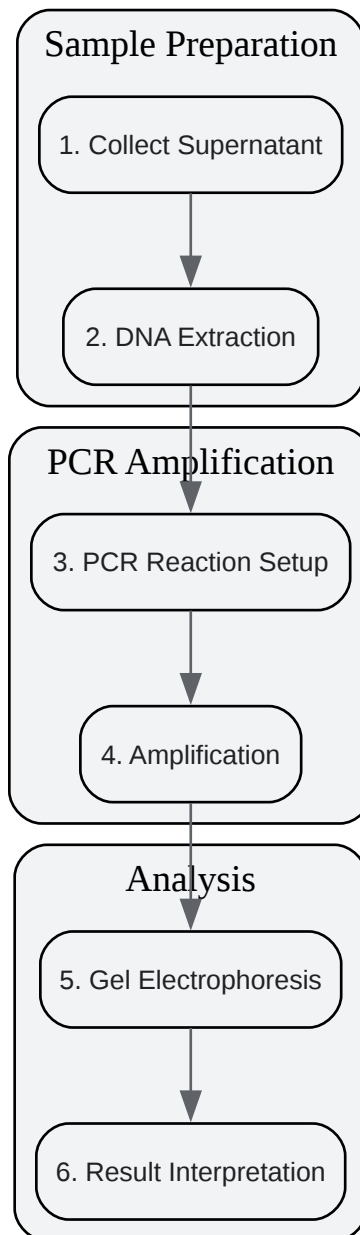 Sample Preparation
1. Collect Supernatant
2. DNA Extraction
PCR Amplification
3. PCR Reaction Setup
4. Amplification
Analysis
5. Gel Electrophoresis
6. Result Interpretation